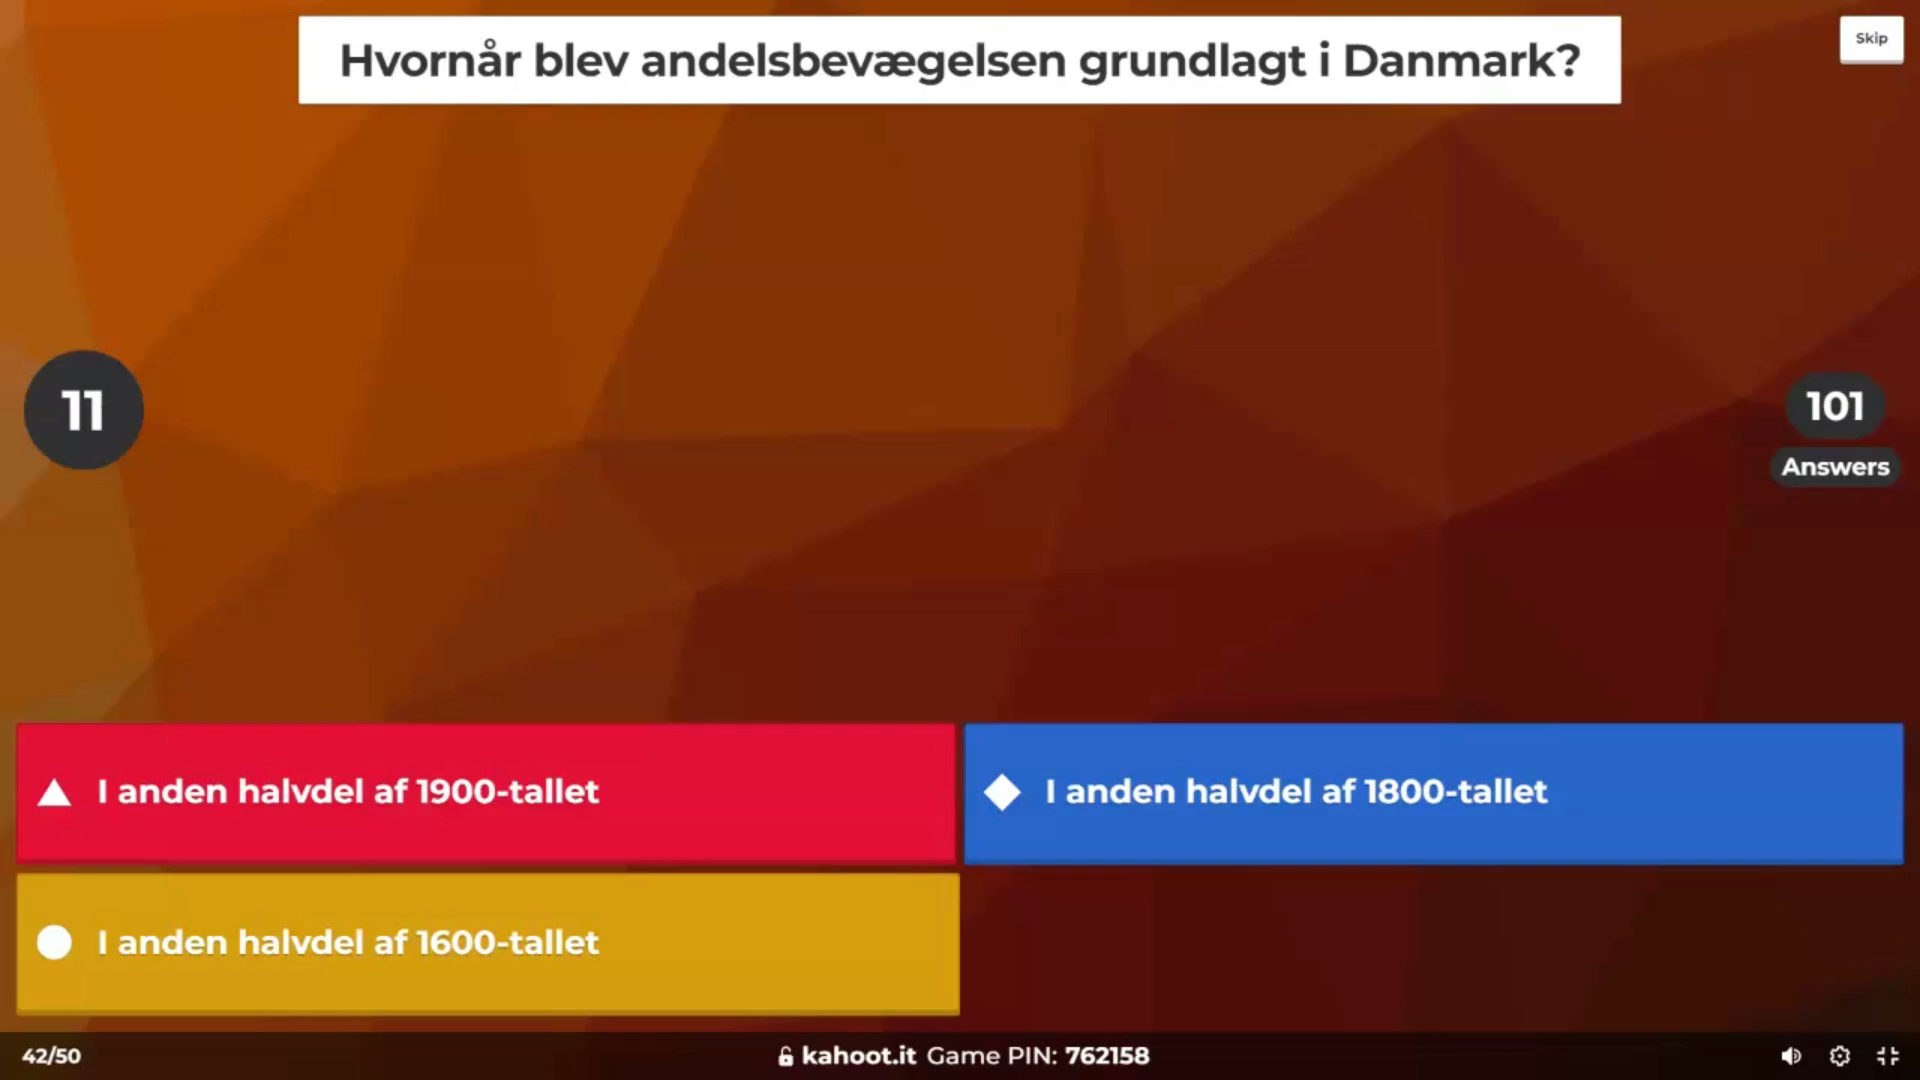 Hvornår blev andelsbevægelsen grundlagt i Danmark?
Skip
11
101
Answers
I anden halvdel af 1900-tallet
I anden halvdel af 1800-tallet
I anden halvdel af 1600-tallet
42/50
kahoot.it Game PIN: 762158